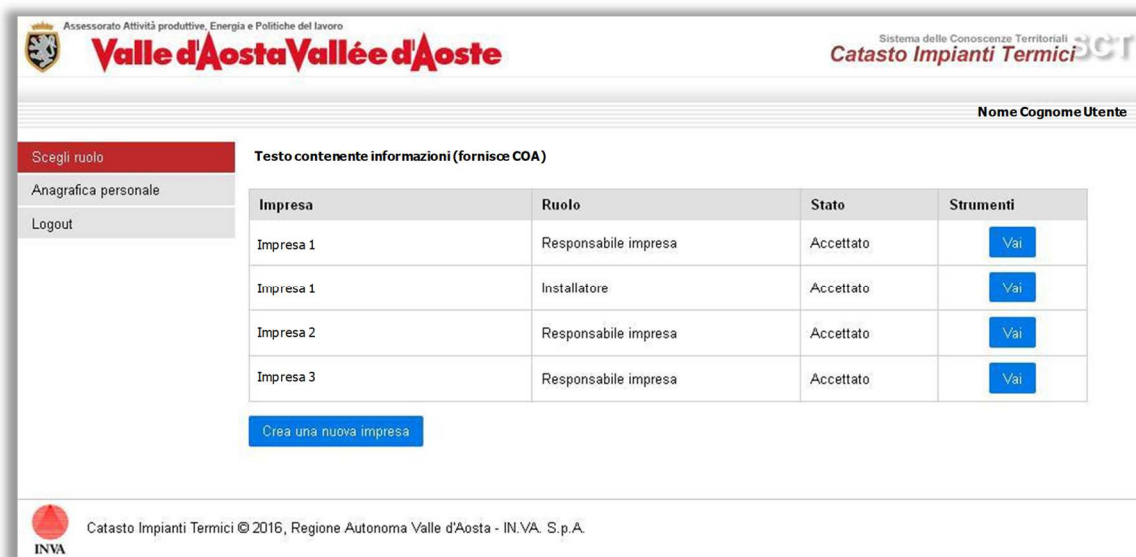 Assessorato Attività produttive, Energia e Politiche del lavoro
Valle d'Aosta Vallée d'Aoste
Sistema delle Conoscenze Territoriali
Catasto Impianti Termici SCT
Nome Cognome Utente
Scegli ruolo
Anagrafica personale
Logout
Testo contenente informazioni (fornisce COA)
Impresa Ruolo Stato Strumenti
Impresa 1 Responsabile impresa Accettato Vai
Impresa 1 Installatore Accettato Vai
Impresa 2 Responsabile impresa Accettato Vai
Impresa 3 Responsabile impresa Accettato Vai
Crea una nuova impresa
INVA
Catasto Impianti Termici © 2016, Regione Autonoma Valle d'Aosta - IN.VA. S.p.A.